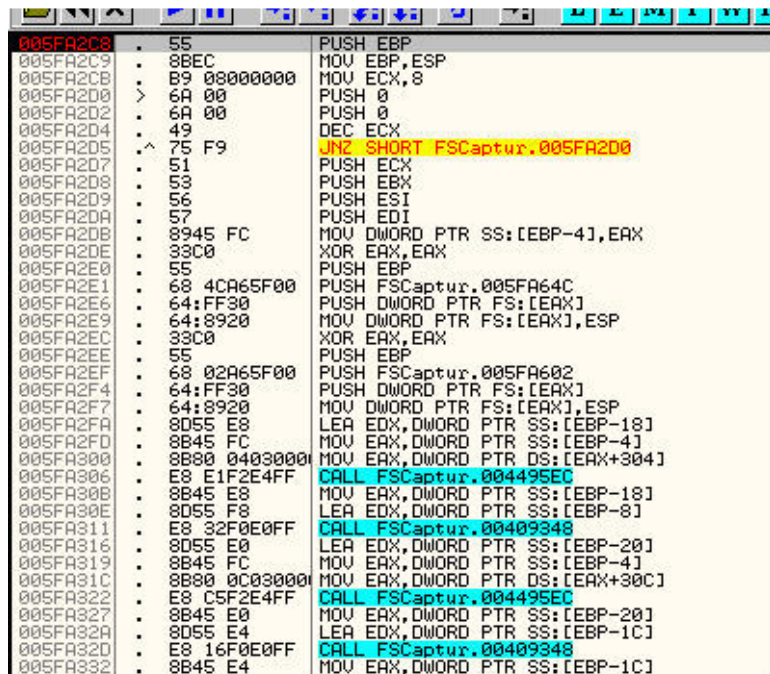 L E M T W
005FA2C8 . 55 PUSH EBP
005FA2C9 . 8BEC MOV EBP,ESP
005FA2CB . B9 08000000 MOV ECX,8
005FA2D0 > 6A 00 PUSH 0
005FA2D2 . 6A 00 PUSH 0
005FA2D4 . 49 DEC ECX
005FA2D5 .^ 75 F9 JNZ SHORT FSCaptur.005FA2D0
005FA2D7 . 51 PUSH ECX
005FA2D8 . 53 PUSH EBX
005FA2D9 . 56 PUSH ESI
005FA2DA . 57 PUSH EDI
005FA2DB . 8945 FC MOV DWORD PTR SS:[EBP-4],EAX
005FA2DE . 33C0 XOR EAX,EAX
005FA2E0 . 55 PUSH EBP
005FA2E1 . 68 4CA65F00 PUSH FSCaptur.005FA64C
005FA2E6 . 64:FF30 PUSH DWORD PTR FS:[EAX]
005FA2E9 . 64:8920 MOV DWORD PTR FS:[EAX],ESP
005FA2EC . 33C0 XOR EAX,EAX
005FA2EE . 55 PUSH EBP
005FA2EF . 68 02A65F00 PUSH FSCaptur.005FA602
005FA2F4 . 64:FF30 PUSH DWORD PTR FS:[EAX]
005FA2F7 . 64:8920 MOV DWORD PTR FS:[EAX],ESP
005FA2FA . 8D55 E8 LEA EDX,DWORD PTR SS:[EBP-18]
005FA2FD . 8B45 FC MOV EAX,DWORD PTR SS:[EBP-4]
005FA300 . 8B80 04030000 MOV EAX,DWORD PTR DS:[EAX+304]
005FA306 . E8 E1F2E4FF CALL FSCaptur.004495EC
005FA30B . 8B45 E8 MOV EAX,DWORD PTR SS:[EBP-18]
005FA30E . 8D55 F8 LEA EDX,DWORD PTR SS:[EBP-8]
005FA311 . E8 32F0E0FF CALL FSCaptur.00409348
005FA316 . 8D55 E0 LEA EDX,DWORD PTR SS:[EBP-20]
005FA319 . 8B45 FC MOV EAX,DWORD PTR SS:[EBP-4]
005FA31C . 8B80 0C030000 MOV EAX,DWORD PTR DS:[EAX+30C]
005FA322 . E8 C5F2E4FF CALL FSCaptur.004495EC
005FA327 . 8B45 E0 MOV EAX,DWORD PTR SS:[EBP-20]
005FA32A . 8D55 E4 LEA EDX,DWORD PTR SS:[EBP-1C]
005FA32D . E8 16F0E0FF CALL FSCaptur.00409348
005FA332 . 8B45 E4 MOV EAX,DWORD PTR SS:[EBP-1C]